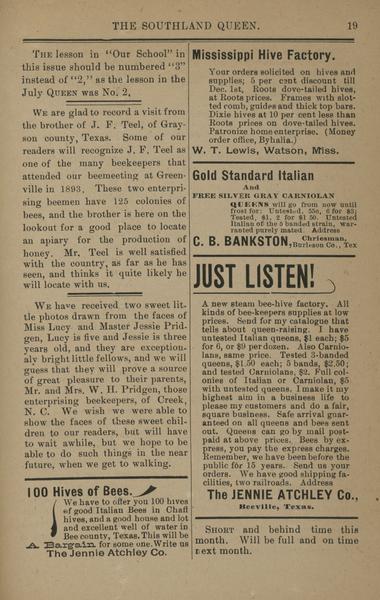 THE SOUTHLAND QUEEN. 19
THE lesson in "Our School" in
this issue should be numbered "3"
instead of "2," as the lesson in the
July QUEEN was No. 2,
WE are glad to record a visit from
the brother of J. F. Teel, of Gray-
son county, Texas. Some of our
readers will recognize J. F. Teel as
one of the many beekeepers that
attended our beemeeting at Green-
ville in 1893. These two enterpri-
sing beemen have 125 colonies of
bees, and the brother is here on the
lookout for a good place to locate
an apiary for the production of
honey. Mr. Teel is well satisfied
with the country, as far as he has
seen, and thinks it quite likely he
will locate with us.
WE have received two sweet lit-
tle photos drawn from the faces of
Miss Lucy and Master Jessie Prid-
gen, Lucy is five and Jessie is three
years old, and they are exception-
aly bright little fellows, and we will
guess that they will prove a source
of great pleasure to their parents,
Mr. and Mrs. W. H. Pridgen, those
enterprising beekeepers, of Creek,
N. C. We wish we were able to
show the faces of these sweet chil-
dren to our readers, but will have
to wait awhile, but we hope to be
able to do such things in the near
future, when we get to walking.
100 Hives of Bees.
We have to offer you 100 hives
of good Italian Bees in Chaff
hives, and a good house and lot
and excellent well of water in
Bee county, Texas. This will be
A Bargain for some one. Write us
The Jennie Atchley Co.
Mississippi Hive Factory.
Your orders solicited on hives and
supplies; 5 per cent discount till
Dec. 1st, Roots dove-tailed hives,
at Roots prices. Frames with slot-
ted comb, guides and thick top bars.
Dixie hives at 10 per cent less than
Roots prices on dove-tailed hives.
Patronize home enterprise. (Money
order office, Byhalia.)
W. T. Lewis, Watson, Miss.
Gold Standard Italian
And
FREE SILVER GRAY CARNIOLAN
QUEENS will go from now until
frost for: Untested, 55c, 6 for $3;
Tested, $1, 2 for $1 50. Untested
Italian of the 5 banded strain, war-
ranted purely mated. Address
C. B. BANKSTON, Chriesman,
Burleson Co., Tex
JUST LISTEN!
A new steam bee-hive factory. All
kinds of bee-keepers supplies at low
prices. Send for my catalogue that
tells about queen-raising. I have
untested Italian queens, $1 each; $5
for 6, or $9 per dozen. Also Carnio-
lans, same price. Tested 3-banded
queens, $1.50 each; 5 bands, $2.50;
and tested Carniolans, $2. Full col-
onies of Italian or Carniolan, $5
with untested queens. I make it my
highest aim in a business life to
please my customers and do a fair,
square business. Safe arrival guar-
anteed on all queens and bees sent
out. Queens can go by mail post-
paid at above prices. Bees by ex-
press, you pay the express charges.
Remember, we have been before the
public for 15 years. Send us your
orders. We have good shipping fa-
cilities, two railroads. Address
The JENNIE ATCHLEY Co.,
Beeville, Texas.
SHORT and behind time this
month. Will be full and on time
next month.